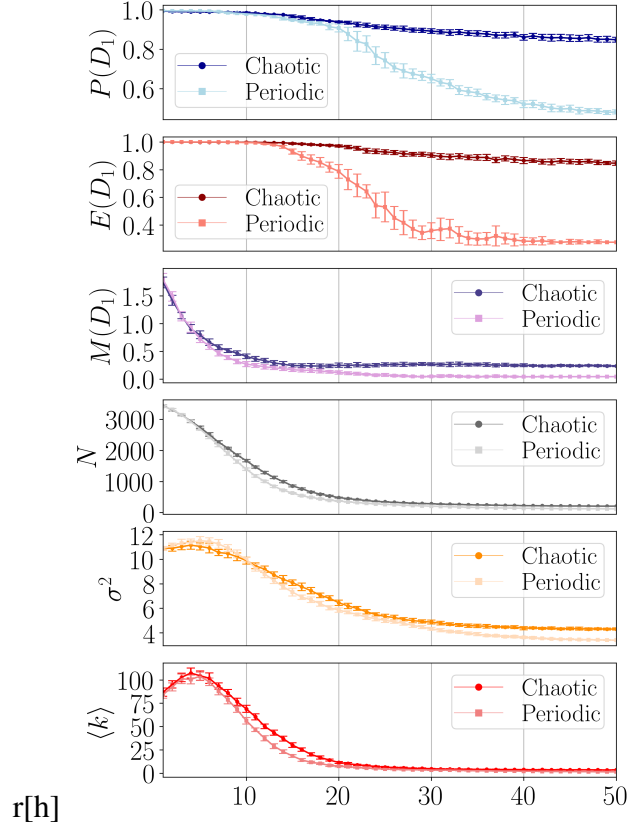 P(D₁)
1.0
0.8
0.6
Chaotic
Periodic
E(D₁)
1.0
0.8
0.6
0.4
Chaotic
Periodic
M(D₁)
1.5
1.0
0.5
0.0
Chaotic
Periodic
N
3000
2000
1000
0
Chaotic
Periodic
σ²
12
10
8
6
4
Chaotic
Periodic
⟨k⟩
100
75
50
25
0
Chaotic
Periodic
10 20 30 40 50
r[h]